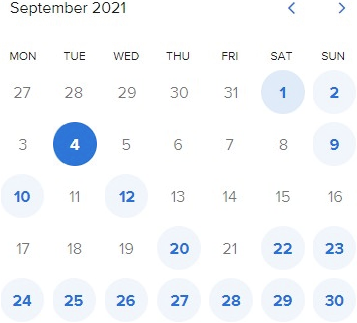 September 2021 < >
MON TUE WED THU FRI SAT SUN
27 28 29 30 31 1 2
3 4 5 6 7 8 9
10 11 12 13 14 15 16
17 18 19 20 21 22 23
24 25 26 27 28 29 30